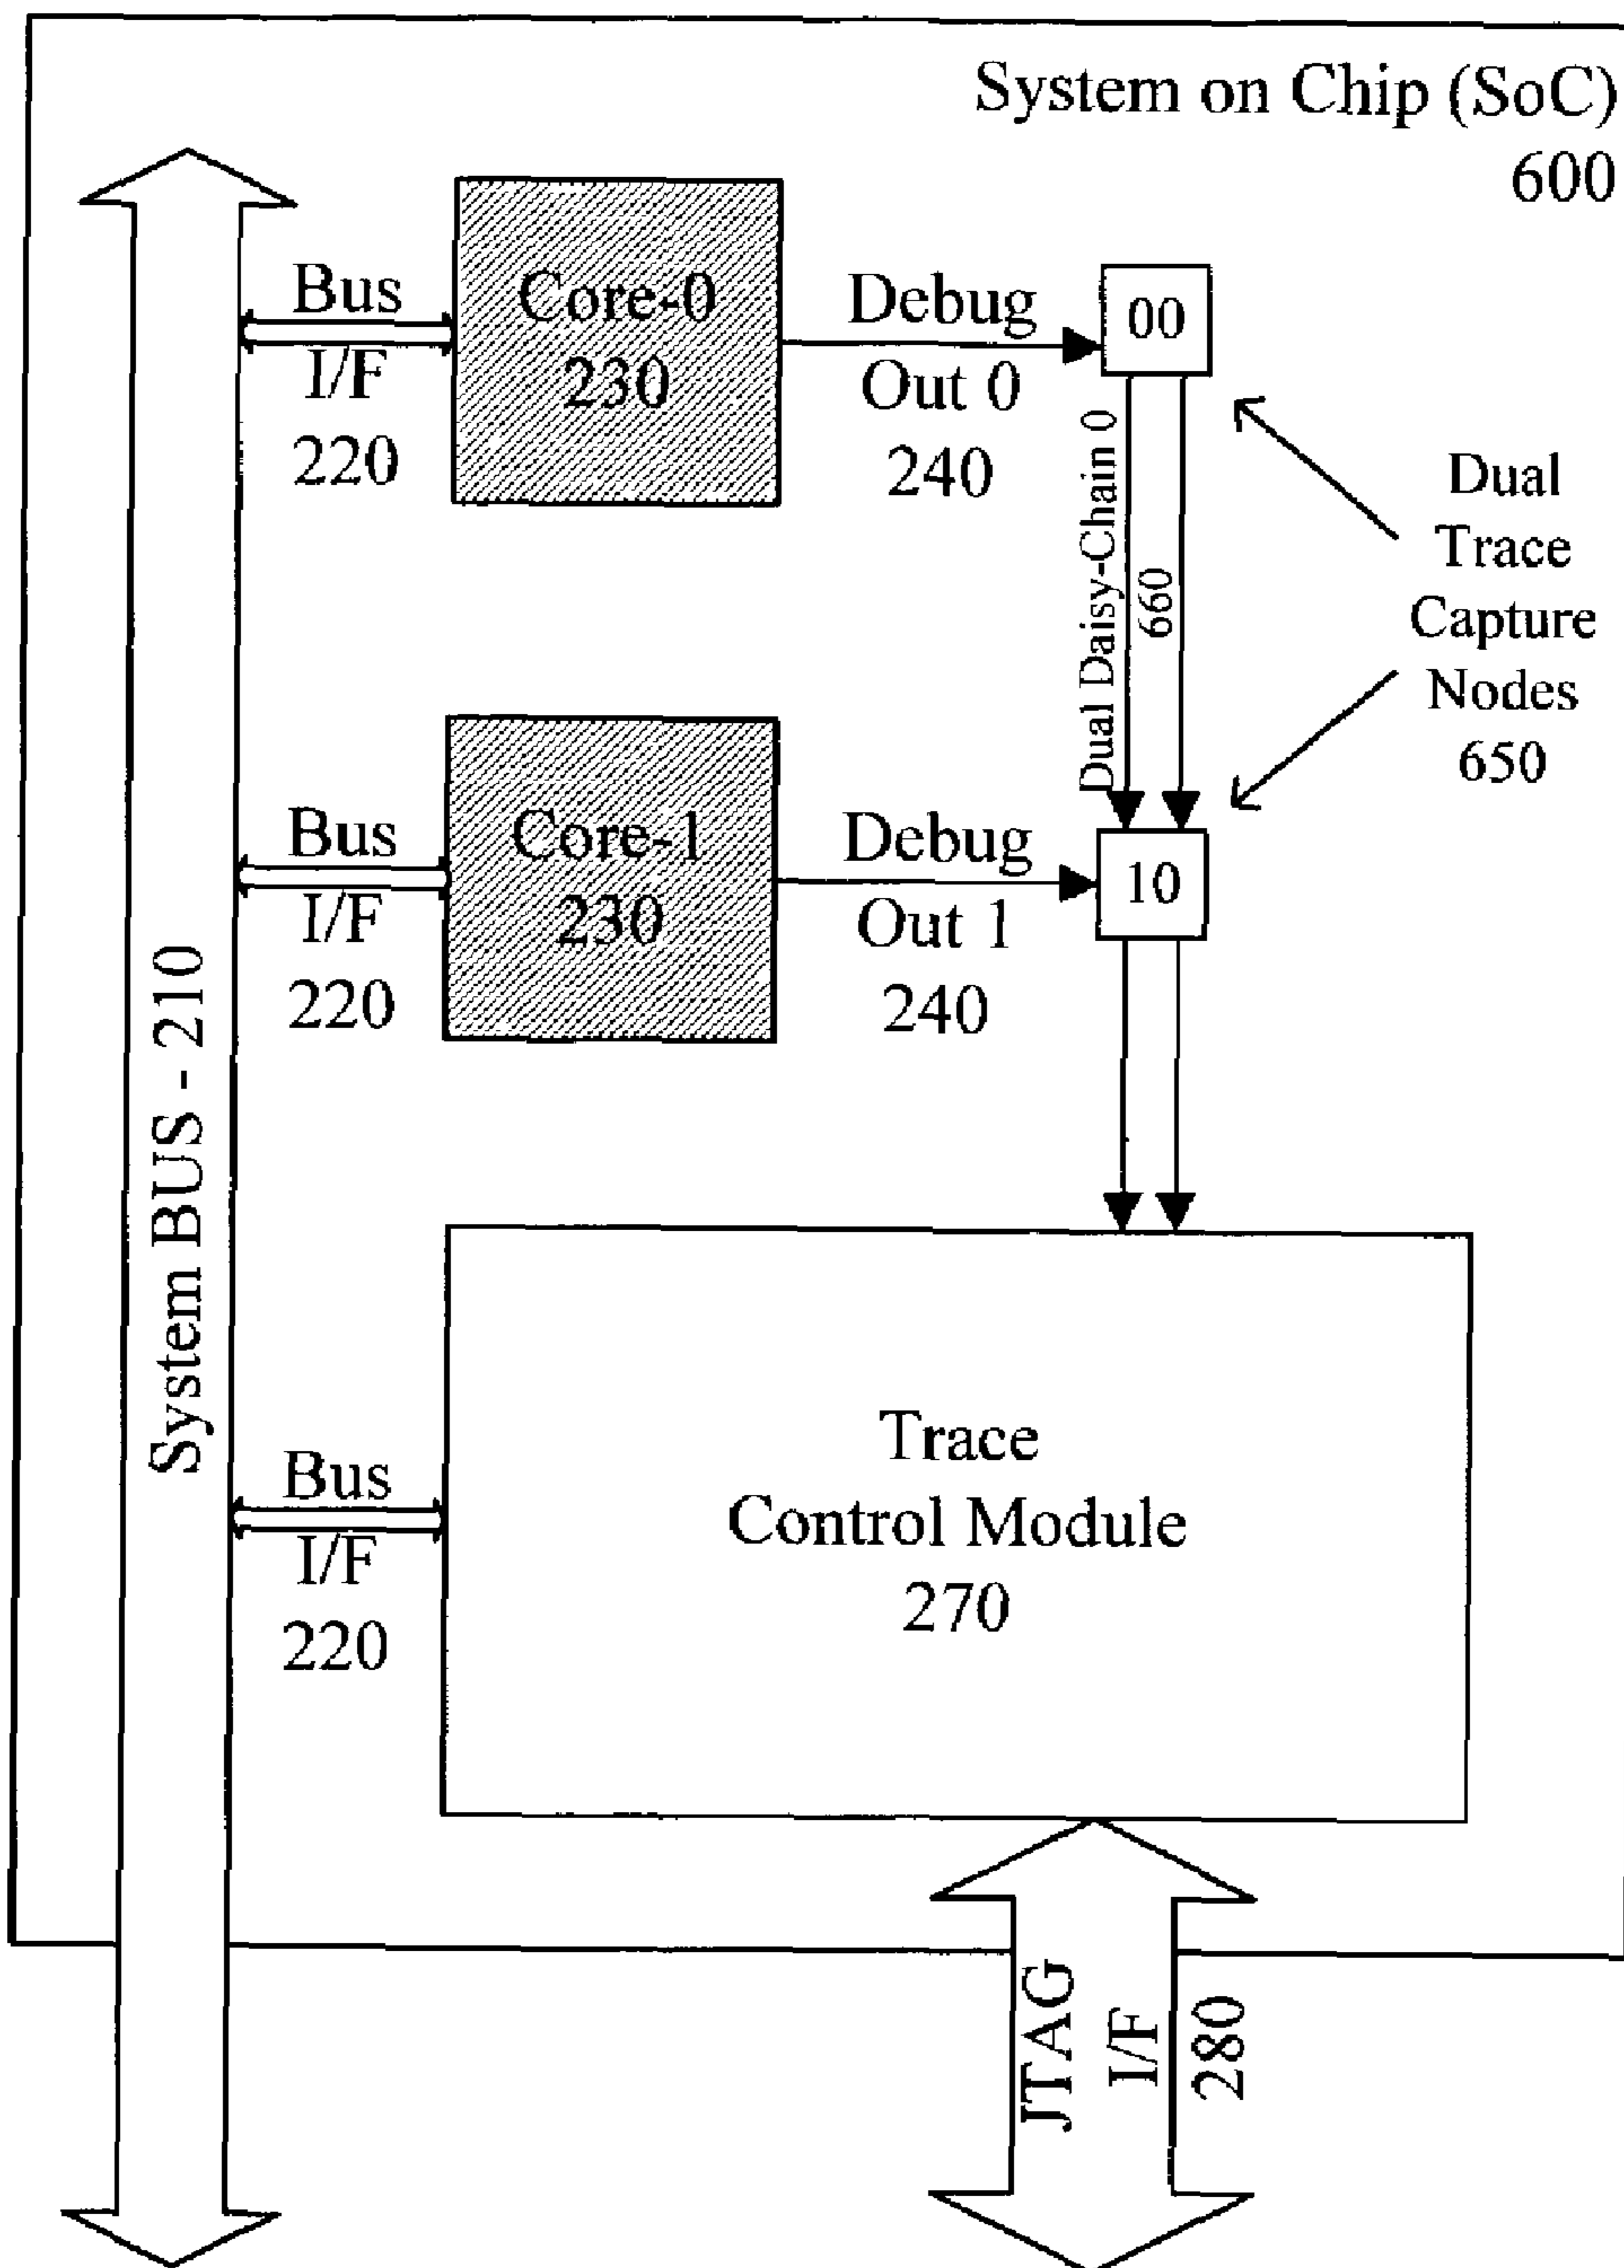 System on Chip (SoC)
600
Bus
I/F
220
Core-0
230
Debug
Out 0
240
00
Dual Daisy-Chain 0
660
Dual
Trace
Capture
Nodes
650
Bus
I/F
220
Core-1
230
Debug
Out 1
240
10
System BUS - 210
Bus
I/F
220
Trace
Control Module
270
JTAG
I/F
280